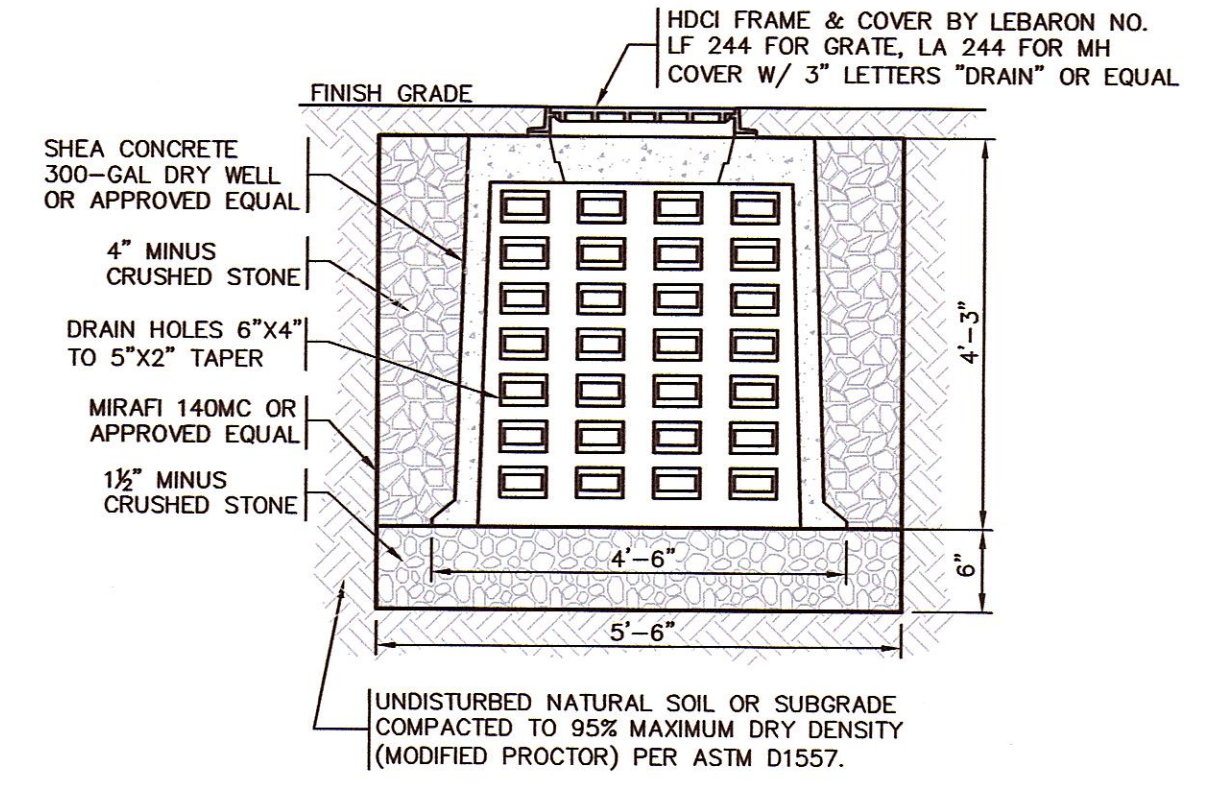 HDCI FRAME & COVER BY LEBARON NO.
LF 244 FOR GRATE, LA 244 FOR MH
COVER W/ 3" LETTERS "DRAIN" OR EQUAL
FINISH GRADE
SHEA CONCRETE
300-GAL DRY WELL
OR APPROVED EQUAL
4" MINUS
CRUSHED STONE
DRAIN HOLES 6"X4"
TO 5"X2" TAPER
MIRAFI 140MC OR
APPROVED EQUAL
1½" MINUS
CRUSHED STONE
4'-3"
4'-6"
6"
5'-6"
UNDISTURBED NATURAL SOIL OR SUBGRADE
COMPACTED TO 95% MAXIMUM DRY DENSITY
(MODIFIED PROCTOR) PER ASTM D1557.